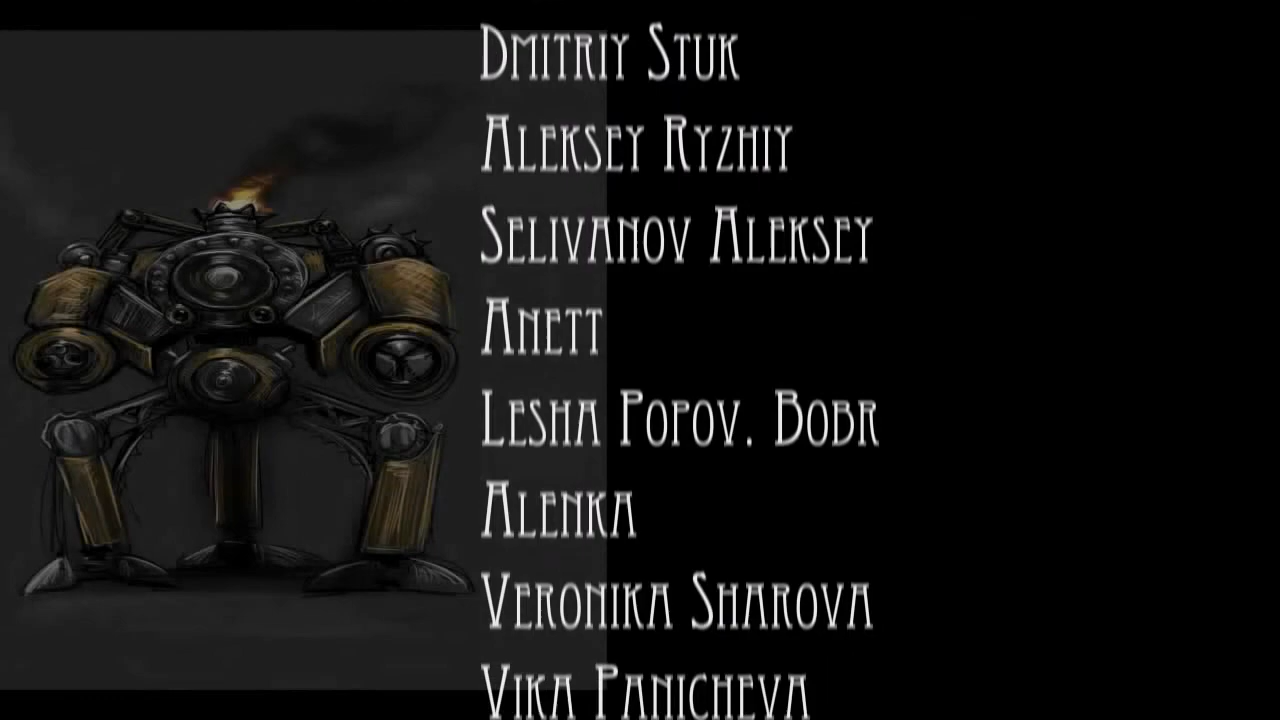 Dmitriy Stuk
Aleksey Ryzhiy
Selivanov Aleksey
Anett
Lesha Popov. Bobr
Alenka
Veronika Sharova
Vika Panicheva